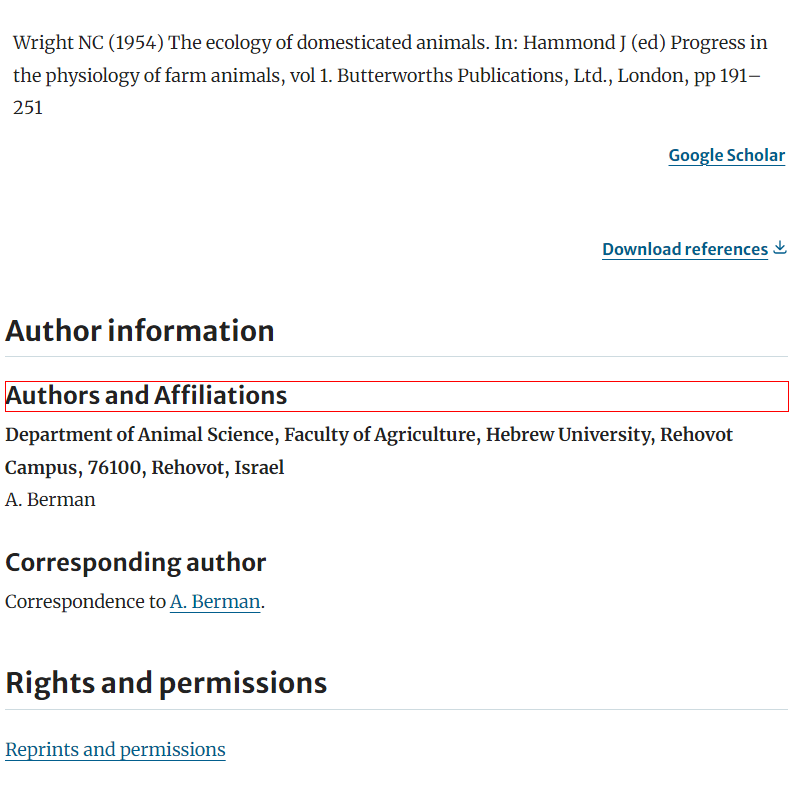 Wright NC (1954) The ecology of domesticated animals. In: Hammond J (ed) Progress in
the physiology of farm animals, vol 1. Butterworths Publications, Ltd., London, pp 191–
251
Google Scholar
Download references
Author information
Authors and Affiliations
Department of Animal Science, Faculty of Agriculture, Hebrew University, Rehovot
Campus, 76100, Rehovot, Israel
A. Berman
Corresponding author
Correspondence to A. Berman.
Rights and permissions
Reprints and permissions